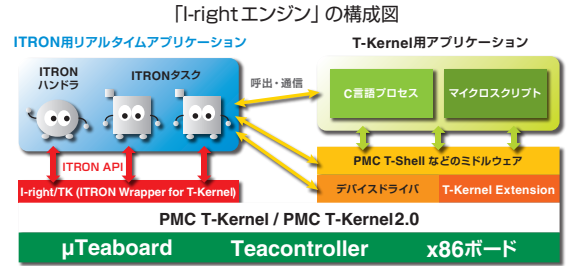 「I-rightエンジン」の構成図
ITRON用リアルタイムアプリケーション
T-Kernel用アプリケーション
ITRON
ハンドラ
ITRONタスク
呼出・通信
C言語プロセス
マイクロスクリプト
ITRON API
PMC T-Shell などのミドルウェア
I-right/TK (ITRON Wrapper for T-Kernel)
デバイスドライバ
T-Kernel Extension
PMC T-Kernel / PMC T-Kernel2.0
μTeaboard
Teacontroller
x86ボード